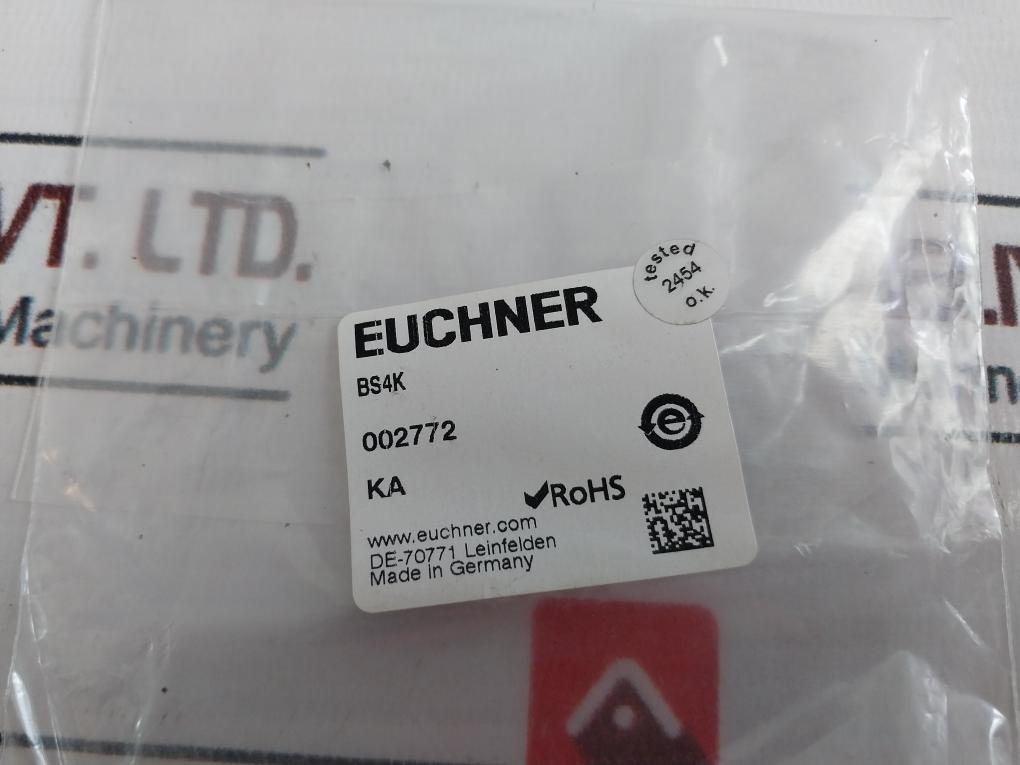 VT. LTD.
Machinery
tested
2454
o.k.
EUCHNER
BS4K
002772
e
KA
RoHS
www.euchner.com
DE-70771 Leinfelden
Made in Germany